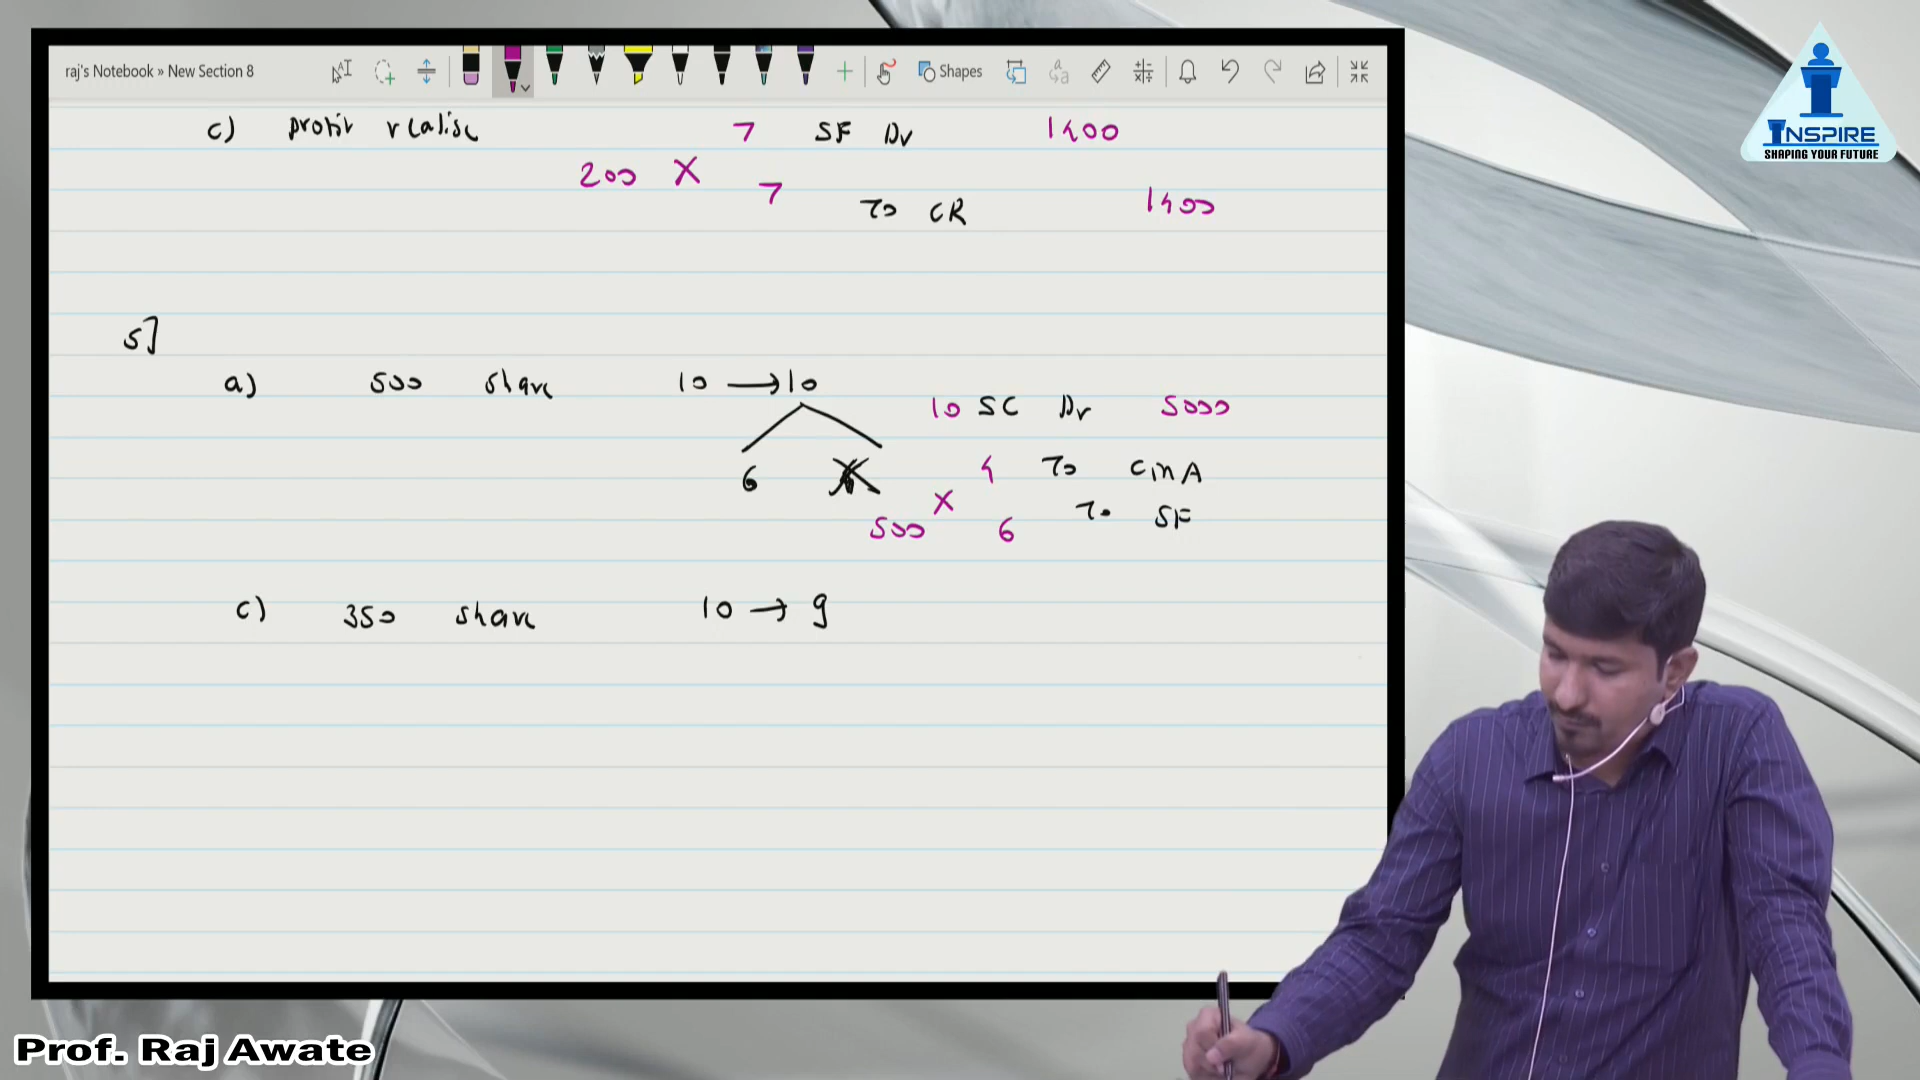 raj's Notebook » New Section 8
Shapes
INSPIRE
SHAPING YOUR FUTURE
c) profit realise 7 SF Dr 1400
200 X 7 To CR 1400
5]
a) 500 share 10 → 10
10 SC Dr 5000
6
4 To CinA
500 X 6 To SF
c) 350 share 10 → 9
Prof. Raj Awate